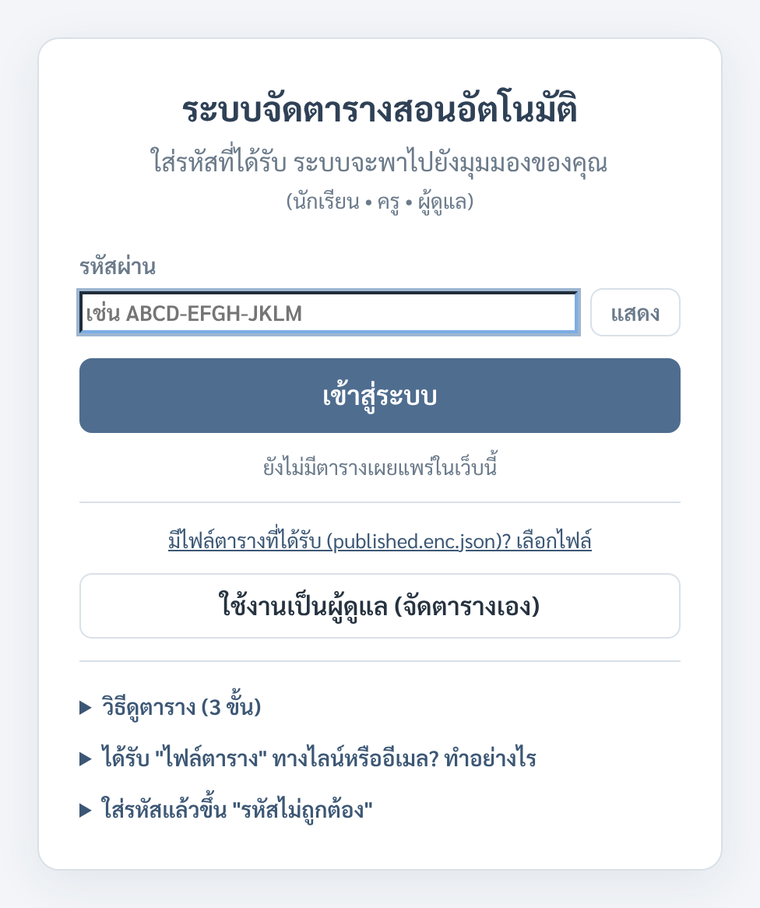 ระบบจัดตารางสอนอัตโนมัติ
ใส่รหัสที่ได้รับ ระบบจะพาไปยังมุมมองของคุณ
(นักเรียน • ครู • ผู้ดูแล)
รหัสผ่าน
เช่น ABCD-EFGH-JKLM
แสดง
เข้าสู่ระบบ
ยังไม่มีตารางเผยแพร่ในเว็บนี้
มีไฟล์ตารางที่ได้รับ (published.enc.json)? เลือกไฟล์
ใช้งานเป็นผู้ดูแล (จัดตารางเอง)
วิธีดูตาราง (3 ขั้น)
ได้รับ "ไฟล์ตาราง" ทางไลน์หรืออีเมล? ทำอย่างไร
ใส่รหัสแล้วขึ้น "รหัสไม่ถูกต้อง"